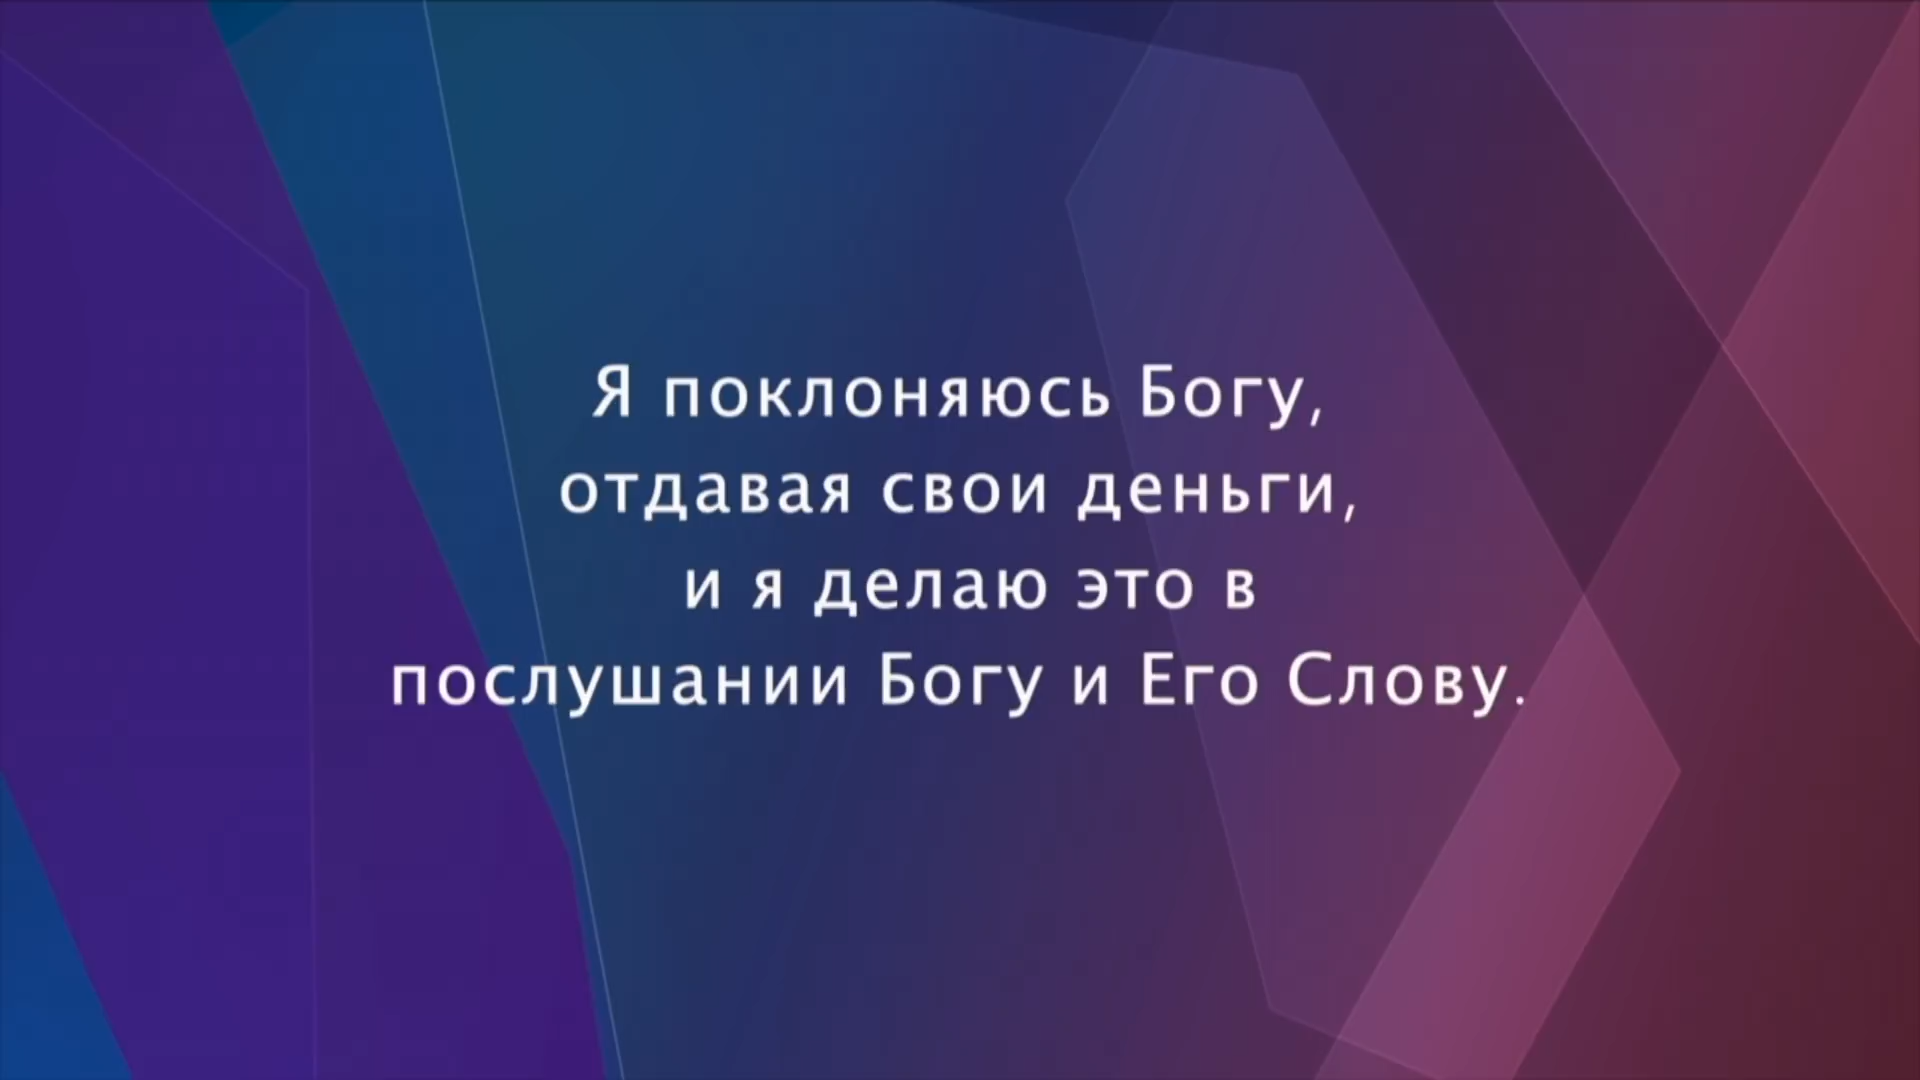 Я поклоняюсь Богу,
отдавая свои деньги,
и я делаю это в
послушании Богу и Его Слову.